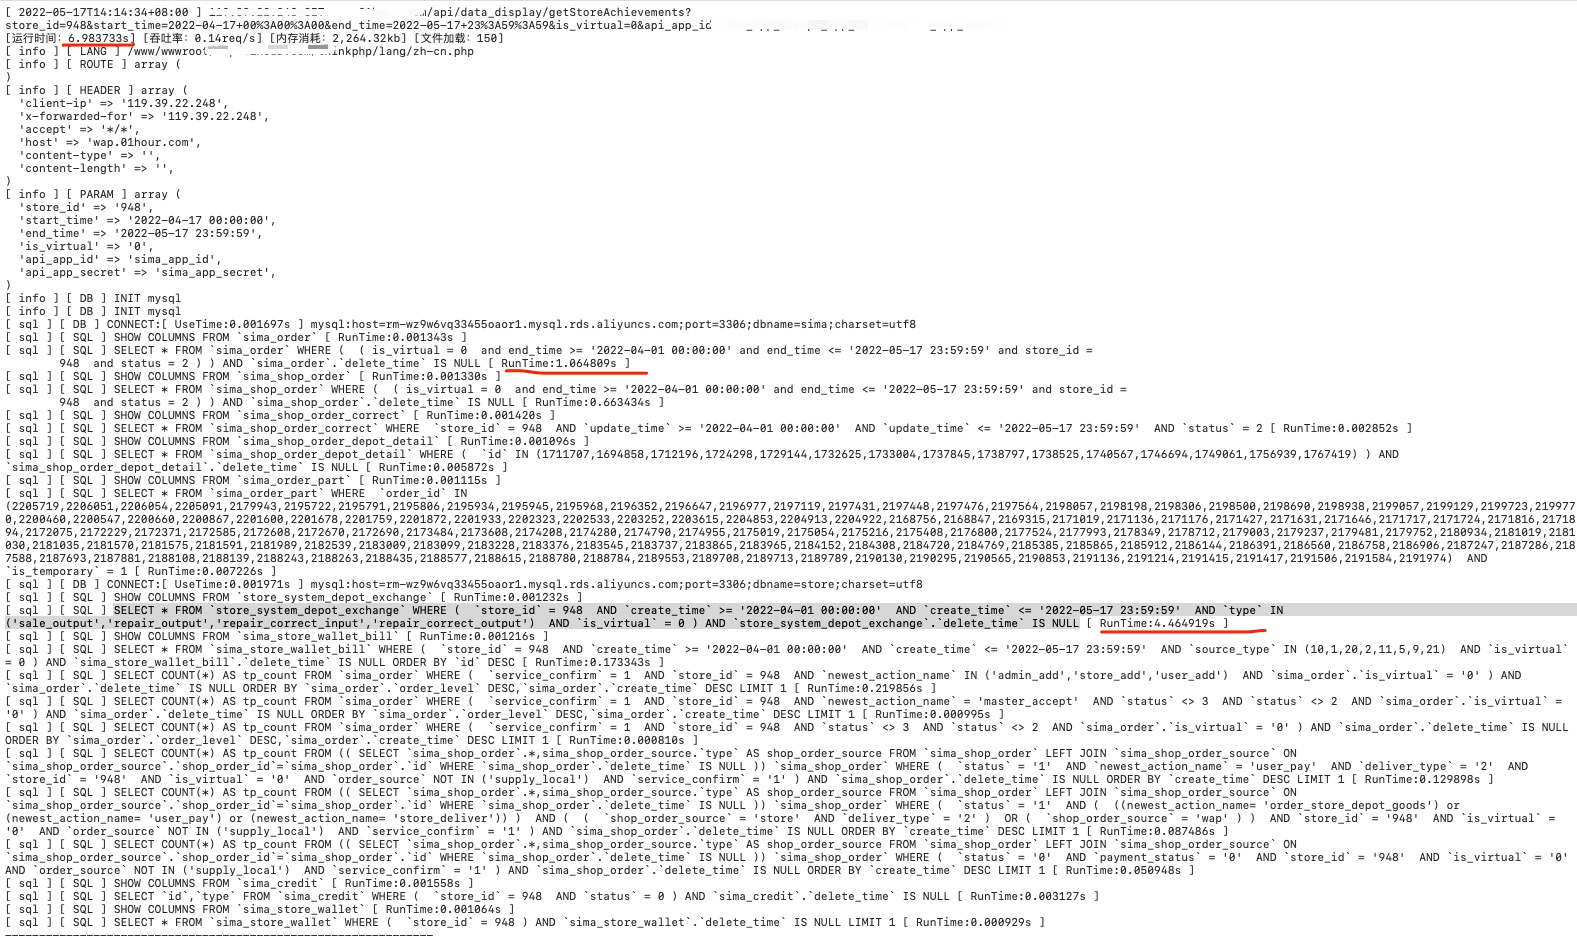 [ 2022-05-17T14:14:34+08:00 ] /api/data_display/getStoreAchievements?
store_id=948&start_time=2022-04-17+00%3A00%3A00&end_time=2022-05-17+23%3A59%3A59&is_virtual=0&api_app_id
[运行时间：6.983733s] [吞吐率：0.14req/s] [内存消耗：2,264.32kb] [文件加载：150]
[ info ] [ LANG ] /www/wwwroot /thinkphp/lang/zh-cn.php
[ info ] [ ROUTE ] array (
)
[ info ] [ HEADER ] array (
'client-ip' => '119.39.22.248',
'x-forwarded-for' => '119.39.22.248',
'accept' => '*/*',
'host' => 'wap.01hour.com',
'content-type' => '',
'content-length' => '',
)
[ info ] [ PARAM ] array (
'store_id' => '948',
'start_time' => '2022-04-17 00:00:00',
'end_time' => '2022-05-17 23:59:59',
'is_virtual' => '0',
'api_app_id' => 'sima_app_id',
'api_app_secret' => 'sima_app_secret',
)
[ info ] [ DB ] INIT mysql
[ info ] [ DB ] INIT mysql
[ sql ] [ DB ] CONNECT:[ UseTime:0.001697s ] mysql:host=rm-wz9w6vq33455oaor1.mysql.rds.aliyuncs.com;port=3306;dbname=sima;charset=utf8
[ sql ] [ SQL ] SHOW COLUMNS FROM `sima_order` [ RunTime:0.001343s ]
[ sql ] [ SQL ] SELECT * FROM `sima_order` WHERE ( ( is_virtual = 0 and end_time >= '2022-04-01 00:00:00' and end_time <= '2022-05-17 23:59:59' and store_id =
948 and status = 2 ) ) AND `sima_order`.`delete_time` IS NULL [ RunTime:1.064809s ]
[ sql ] [ SQL ] SHOW COLUMNS FROM `sima_shop_order` [ RunTime:0.001330s ]
[ sql ] [ SQL ] SELECT * FROM `sima_shop_order` WHERE ( ( is_virtual = 0 and end_time >= '2022-04-01 00:00:00' and end_time <= '2022-05-17 23:59:59' and store_id =
948 and status = 2 ) ) AND `sima_shop_order`.`delete_time` IS NULL [ RunTime:0.663434s ]
[ sql ] [ SQL ] SHOW COLUMNS FROM `sima_shop_order_correct` [ RunTime:0.001420s ]
[ sql ] [ SQL ] SELECT * FROM `sima_shop_order_correct` WHERE `store_id` = 948 AND `update_time` >= '2022-04-01 00:00:00' AND `update_time` <= '2022-05-17 23:59:59' AND `status` = 2 [ RunTime:0.002852s ]
[ sql ] [ SQL ] SHOW COLUMNS FROM `sima_shop_order_depot_detail` [ RunTime:0.001096s ]
[ sql ] [ SQL ] SELECT * FROM `sima_shop_order_depot_detail` WHERE ( `id` IN (1711707,1694858,1712196,1724298,1729144,1732625,1733004,1737845,1738797,1738525,1740567,1746694,1749061,1756939,1767419) ) AND
`sima_shop_order_depot_detail`.`delete_time` IS NULL [ RunTime:0.005872s ]
[ sql ] [ SQL ] SHOW COLUMNS FROM `sima_order_part` [ RunTime:0.001115s ]
[ sql ] [ SQL ] SELECT * FROM `sima_order_part` WHERE `order_id` IN
(2205719,2206051,2206054,2205091,2179943,2195722,2195791,2195806,2195934,2195945,2195968,2196352,2196647,2196977,2197119,2197431,2197448,2197476,2197564,2198057,2198198,2198306,2198500,2198690,2198938,2199057,2199129,2199723,219977
0,2200460,2200547,2200660,2200867,2201600,2201678,2201759,2201872,2201933,2202323,2202533,2203252,2203615,2204853,2204913,2204922,2168756,2168847,2169315,2171019,2171136,2171176,2171427,2171631,2171646,2171717,2171724,2171816,21718
94,2172075,2172229,2172371,2172585,2172608,2172670,2172690,2173484,2173608,2174208,2174280,2174790,2174955,2175019,2175054,2175216,2175408,2176800,2177524,2177993,2178349,2178712,2179003,2179237,2179481,2179752,2180934,2181019,2181
030,2181035,2181570,2181575,2181591,2181989,2182539,2183009,2183099,2183228,2183376,2183545,2183737,2183865,2183965,2184152,2184308,2184720,2184769,2185385,2185865,2185912,2186144,2186391,2186560,2186758,2186906,2187247,2187286,218
7588,2187693,2187881,2188108,2188139,2188243,2188263,2188435,2188577,2188615,2188780,2188784,2189553,2189708,2189713,2189789,2190130,2190295,2190565,2190853,2191136,2191214,2191415,2191417,2191506,2191584,2191974) AND
`is_temporary` = 1 [ RunTime:0.007226s ]
[ sql ] [ DB ] CONNECT:[ UseTime:0.001971s ] mysql:host=rm-wz9w6vq33455oaor1.mysql.rds.aliyuncs.com;port=3306;dbname=store;charset=utf8
[ sql ] [ SQL ] SHOW COLUMNS FROM `store_system_depot_exchange` [ RunTime:0.001232s ]
[ sql ] [ SQL ] SELECT * FROM `store_system_depot_exchange` WHERE ( `store_id` = 948 AND `create_time` >= '2022-04-01 00:00:00' AND `create_time` <= '2022-05-17 23:59:59' AND `type` IN
('sale_output','repair_output','repair_correct_input','repair_correct_output') AND `is_virtual` = 0 ) AND `store_system_depot_exchange`.`delete_time` IS NULL [ RunTime:4.464919s ]
[ sql ] [ SQL ] SHOW COLUMNS FROM `sima_store_wallet_bill` [ RunTime:0.001216s ]
[ sql ] [ SQL ] SELECT * FROM `sima_store_wallet_bill` WHERE ( `store_id` = 948 AND `create_time` >= '2022-04-01 00:00:00' AND `create_time` <= '2022-05-17 23:59:59' AND `source_type` IN (10,1,20,2,11,5,9,21) AND `is_virtual`
= 0 ) AND `sima_store_wallet_bill`.`delete_time` IS NULL ORDER BY `id` DESC [ RunTime:0.173343s ]
[ sql ] [ SQL ] SELECT COUNT(*) AS tp_count FROM `sima_order` WHERE ( `service_confirm` = 1 AND `store_id` = 948 AND `newest_action_name` IN ('admin_add','store_add','user_add') AND `sima_order`.`is_virtual` = '0' ) AND
`sima_order`.`delete_time` IS NULL ORDER BY `sima_order`.`order_level` DESC,`sima_order`.`create_time` DESC LIMIT 1 [ RunTime:0.219856s ]
[ sql ] [ SQL ] SELECT COUNT(*) AS tp_count FROM `sima_order` WHERE ( `service_confirm` = 1 AND `store_id` = 948 AND `newest_action_name` = 'master_accept' AND `status` <> 3 AND `status` <> 2 AND `sima_order`.`is_virtual` =
'0' ) AND `sima_order`.`delete_time` IS NULL ORDER BY `sima_order`.`order_level` DESC,`sima_order`.`create_time` DESC LIMIT 1 [ RunTime:0.000995s ]
[ sql ] [ SQL ] SELECT COUNT(*) AS tp_count FROM `sima_order` WHERE ( `service_confirm` = 1 AND `store_id` = 948 AND `status` <> 3 AND `status` <> 2 AND `sima_order`.`is_virtual` = '0' ) AND `sima_order`.`delete_time` IS NULL
ORDER BY `sima_order`.`order_level` DESC,`sima_order`.`create_time` DESC LIMIT 1 [ RunTime:0.000810s ]
[ sql ] [ SQL ] SELECT COUNT(*) AS tp_count FROM (( SELECT `sima_shop_order`.*,sima_shop_order_source.`type` AS shop_order_source FROM `sima_shop_order` LEFT JOIN `sima_shop_order_source` ON
`sima_shop_order_source`.`shop_order_id`=`sima_shop_order`.`id` WHERE `sima_shop_order`.`delete_time` IS NULL )) `sima_shop_order` WHERE ( `status` = '1' AND `newest_action_name` = 'user_pay' AND `deliver_type` = '2' AND
`store_id` = '948' AND `is_virtual` = '0' AND `order_source` NOT IN ('supply_local') AND `service_confirm` = '1' ) AND `sima_shop_order`.`delete_time` IS NULL ORDER BY `create_time` DESC LIMIT 1 [ RunTime:0.129898s ]
[ sql ] [ SQL ] SELECT COUNT(*) AS tp_count FROM (( SELECT `sima_shop_order`.*,sima_shop_order_source.`type` AS shop_order_source FROM `sima_shop_order` LEFT JOIN `sima_shop_order_source` ON
`sima_shop_order_source`.`shop_order_id`=`sima_shop_order`.`id` WHERE `sima_shop_order`.`delete_time` IS NULL )) `sima_shop_order` WHERE ( `status` = '1' AND ( ((newest_action_name= 'order_store_depot_goods') or
(newest_action_name= 'user_pay') or (newest_action_name= 'store_deliver')) ) AND ( ( `shop_order_source` = 'store' AND `deliver_type` = '2' ) OR ( `shop_order_source` = 'wap' ) ) AND `store_id` = '948' AND `is_virtual` =
'0' AND `order_source` NOT IN ('supply_local') AND `service_confirm` = '1' ) AND `sima_shop_order`.`delete_time` IS NULL ORDER BY `create_time` DESC LIMIT 1 [ RunTime:0.087486s ]
[ sql ] [ SQL ] SELECT COUNT(*) AS tp_count FROM (( SELECT `sima_shop_order`.*,sima_shop_order_source.`type` AS shop_order_source FROM `sima_shop_order` LEFT JOIN `sima_shop_order_source` ON
`sima_shop_order_source`.`shop_order_id`=`sima_shop_order`.`id` WHERE `sima_shop_order`.`delete_time` IS NULL )) `sima_shop_order` WHERE ( `status` = '0' AND `payment_status` = '0' AND `store_id` = '948' AND `is_virtual` = '0'
AND `order_source` NOT IN ('supply_local') AND `service_confirm` = '1' ) AND `sima_shop_order`.`delete_time` IS NULL ORDER BY `create_time` DESC LIMIT 1 [ RunTime:0.050948s ]
[ sql ] [ SQL ] SHOW COLUMNS FROM `sima_credit` [ RunTime:0.001558s ]
[ sql ] [ SQL ] SELECT `id`,`type` FROM `sima_credit` WHERE ( `store_id` = 948 AND `status` = 0 ) AND `sima_credit`.`delete_time` IS NULL [ RunTime:0.003127s ]
[ sql ] [ SQL ] SHOW COLUMNS FROM `sima_store_wallet` [ RunTime:0.001064s ]
[ sql ] [ SQL ] SELECT * FROM `sima_store_wallet` WHERE ( `store_id` = 948 ) AND `sima_store_wallet`.`delete_time` IS NULL LIMIT 1 [ RunTime:0.000929s ]